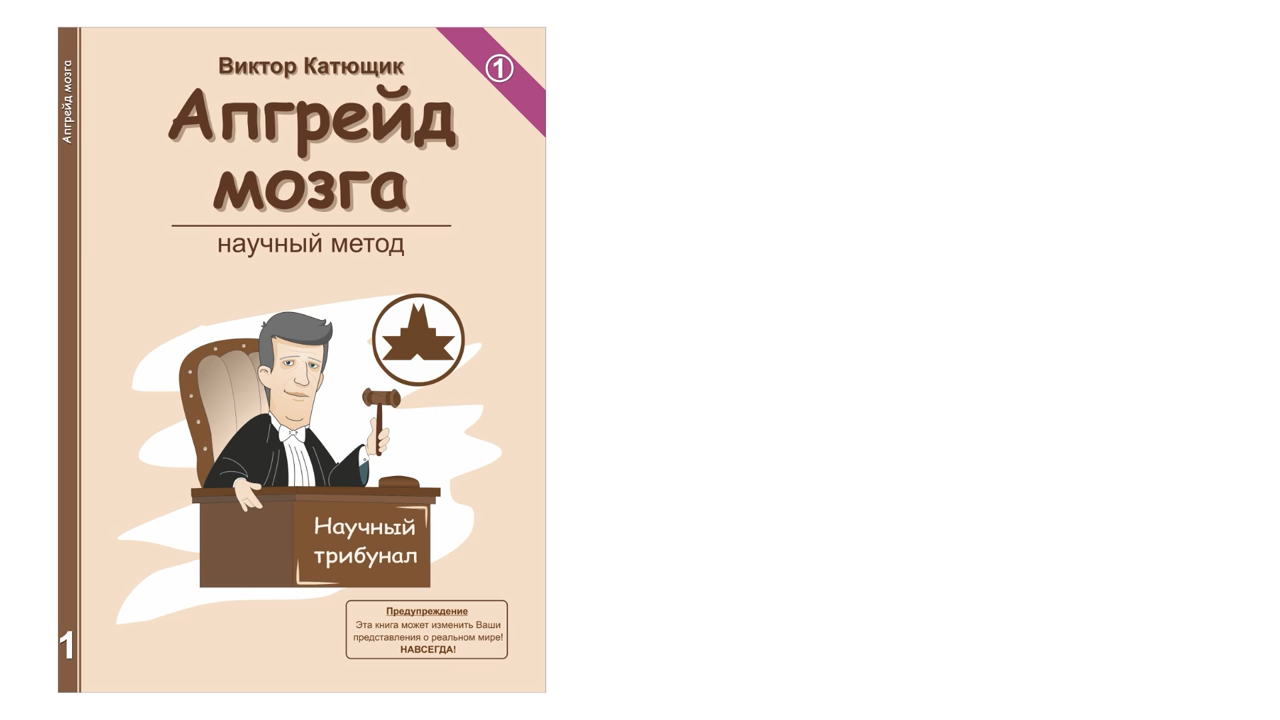 Апгрейд мозга
Виктор Катющик
1
Апгрейд
мозга
научный метод
Научный
трибунал
Предупреждение
Эта книга может изменить Ваши
представления о реальном мире!
НАВСЕГДА!
1